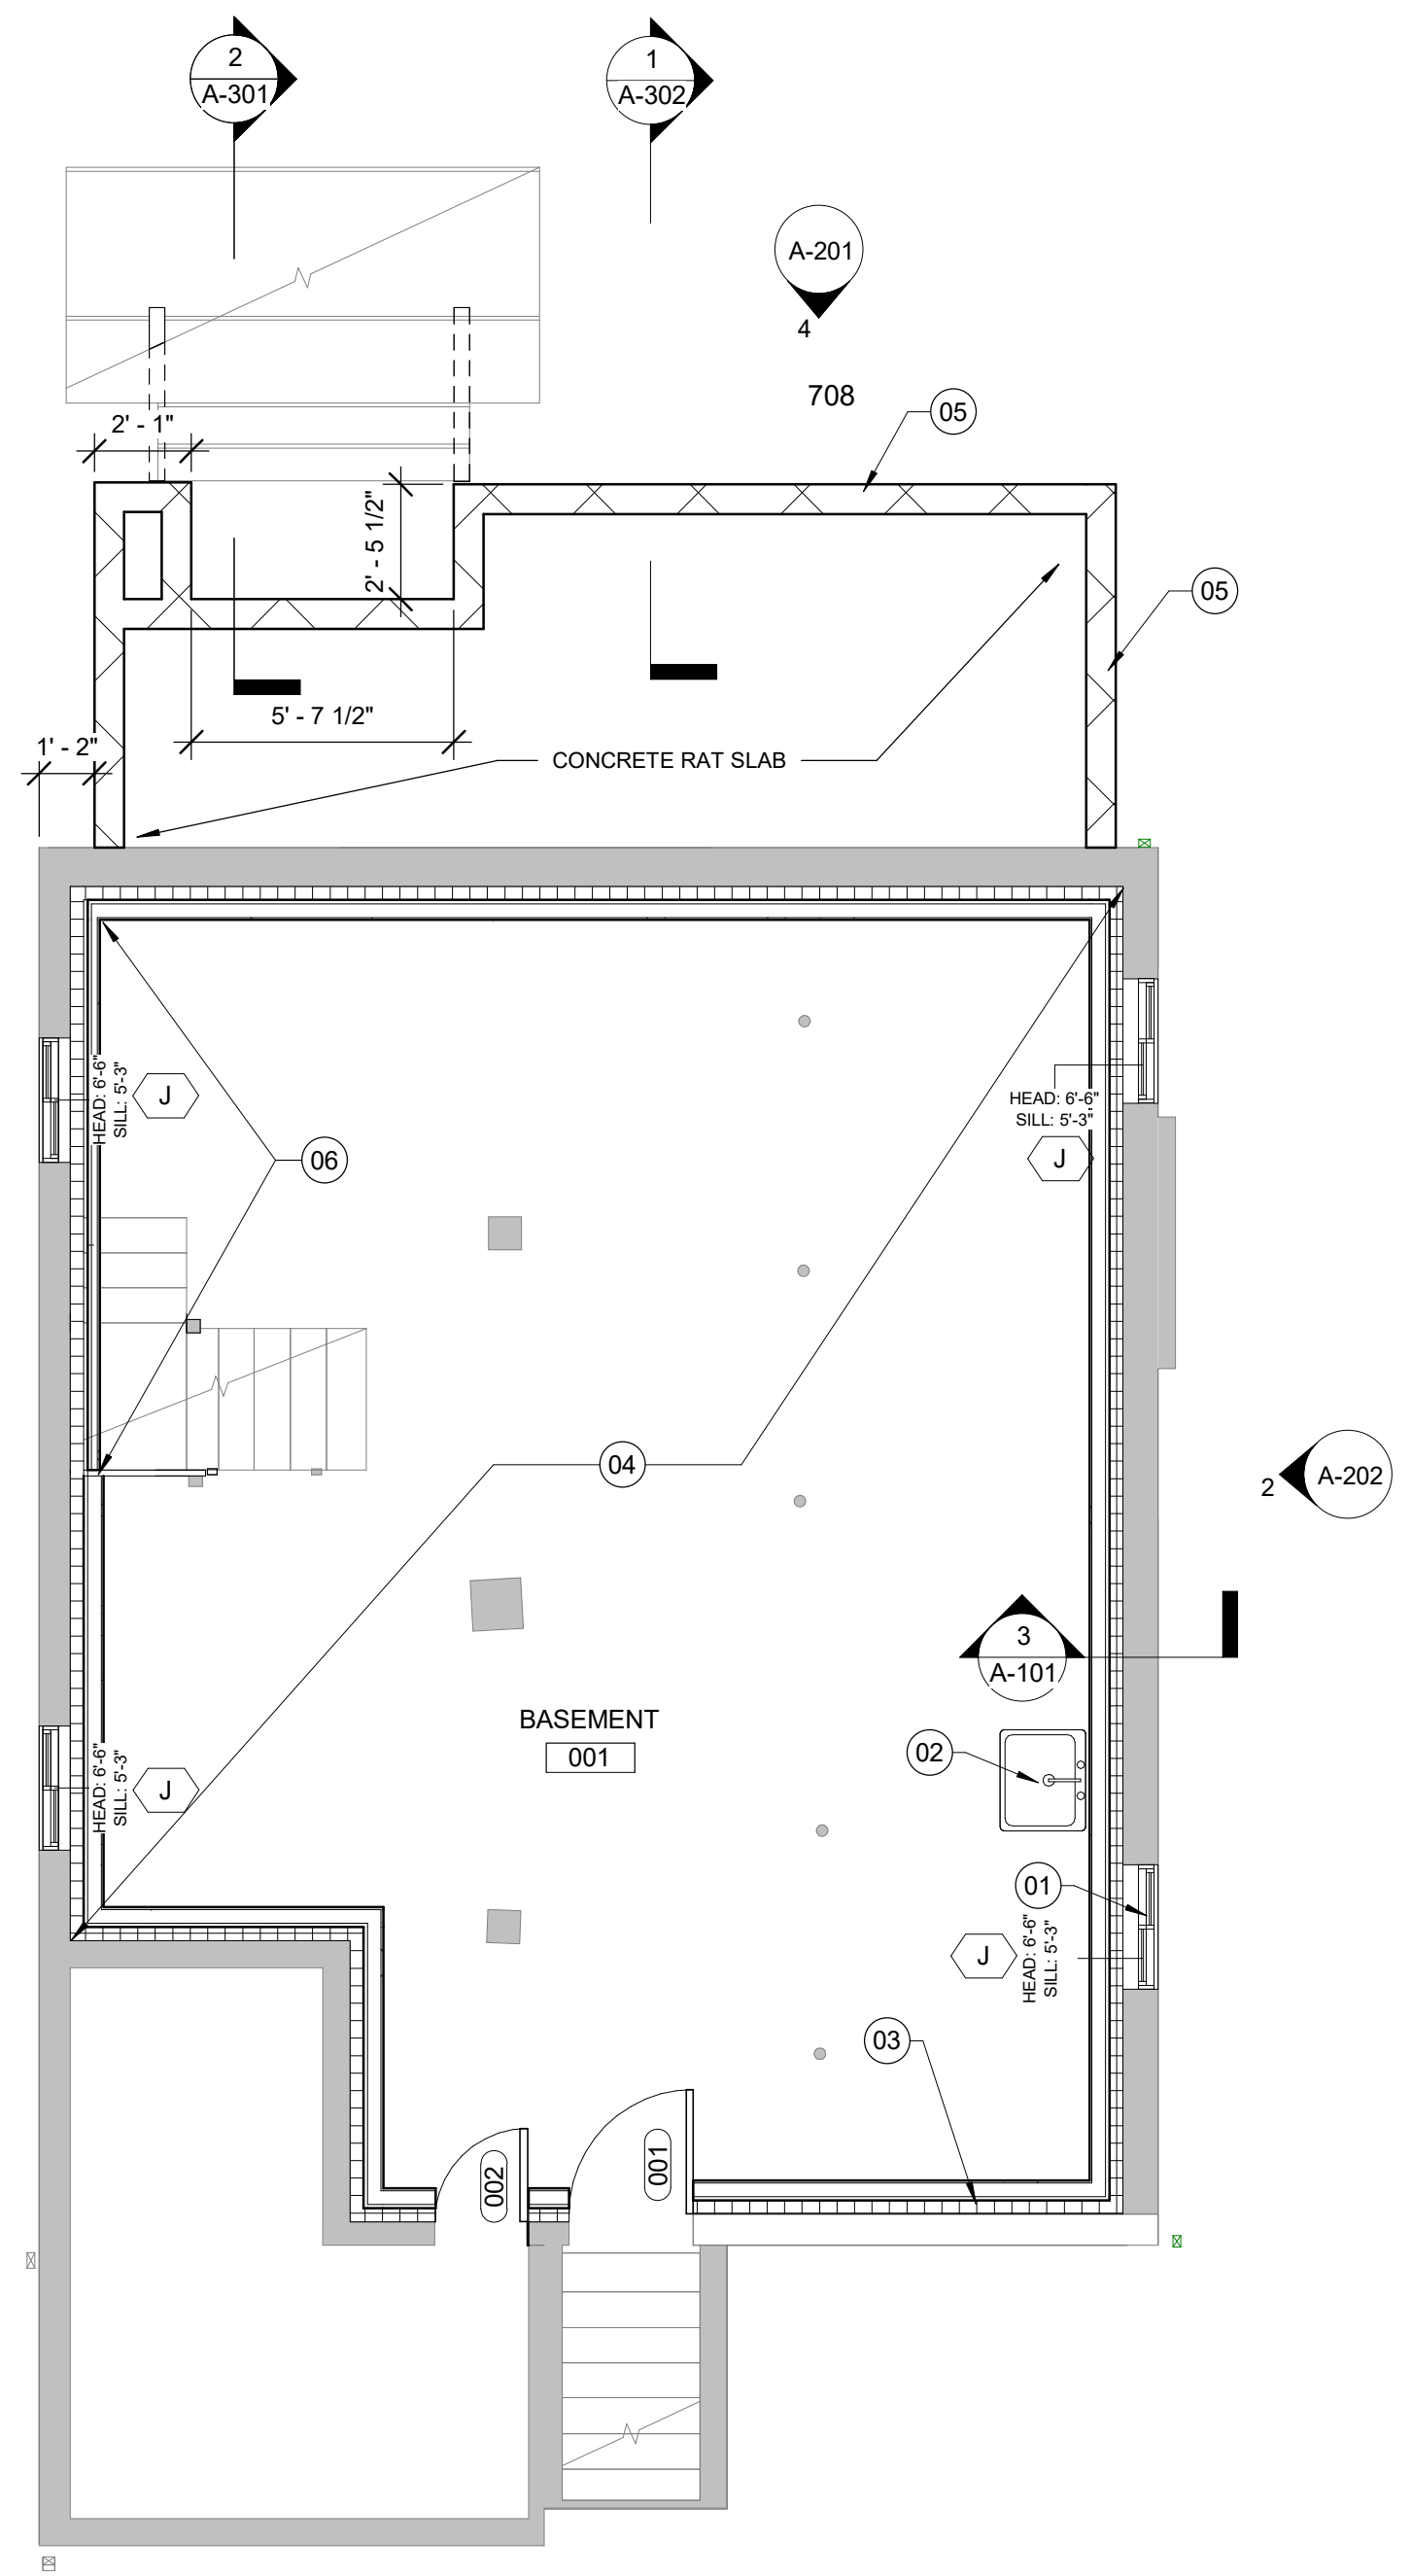 2
A-301
1
A-302
A-201
4
708
05
2' - 1"
2' - 5 1/2"
05
5' - 7 1/2"
1' - 2"
CONCRETE RAT SLAB
HEAD: 6'-6"
SILL: 5'-3"
J
HEAD: 6'-6"
SILL: 5'-3"
J
06
04
2
A-202
3
A-101
BASEMENT
001
02
HEAD: 6'-6"
SILL: 5'-3"
J
01
HEAD: 6'-6"
SILL: 5'-3"
J
03
002
001